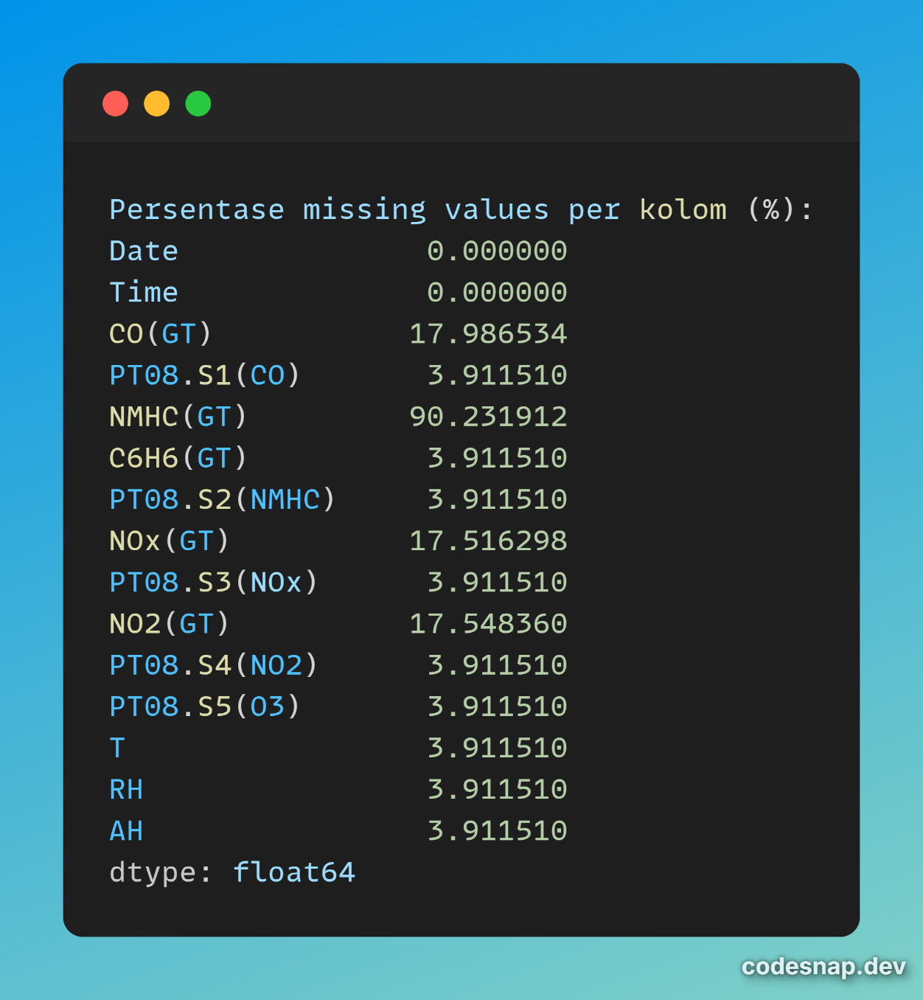 Persentase missing values per kolom (%):
Date 0.000000
Time 0.000000
CO(GT) 17.986534
PT08.S1(CO) 3.911510
NMHC(GT) 90.231912
C6H6(GT) 3.911510
PT08.S2(NMHC) 3.911510
NOx(GT) 17.516298
PT08.S3(NOx) 3.911510
NO2(GT) 17.548360
PT08.S4(NO2) 3.911510
PT08.S5(O3) 3.911510
T 3.911510
RH 3.911510
AH 3.911510
dtype: float64
codesnap.dev